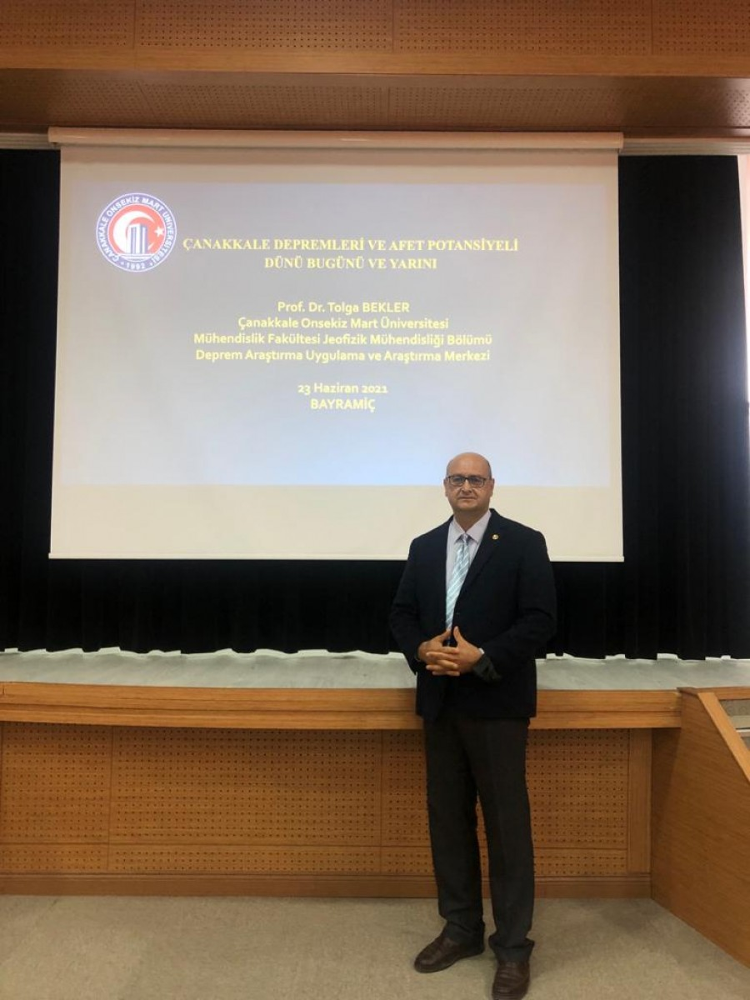 ÇANAKKALE ONSEKİZ MART ÜNİVERSİTESİ
• 1992 •
ÇANAKKALE DEPREMLERİ VE AFET POTANSİYELİ
DÜNÜ BUGÜNÜ VE YARINI
Prof. Dr. Tolga BEKLER
Çanakkale Onsekiz Mart Üniversitesi
Mühendislik Fakültesi Jeofizik Mühendisliği Bölümü
Deprem Araştırma Uygulama ve Araştırma Merkezi
23 Haziran 2021
BAYRAMİÇ